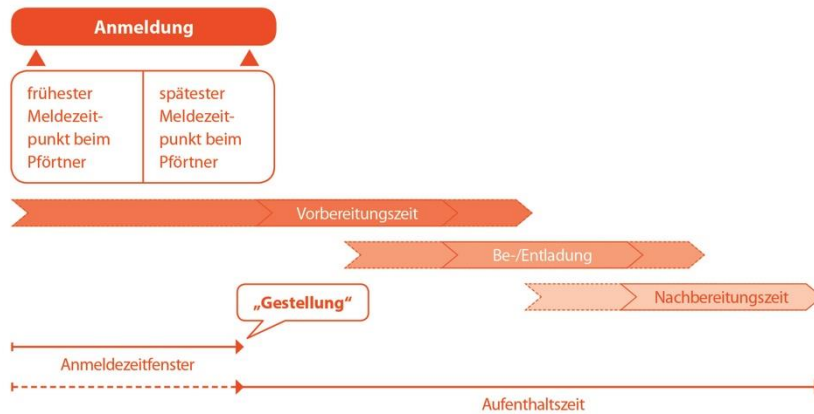 Anmeldung
frühester
Meldezeit-
punkt beim
Pförtner
spätester
Meldezeit-
punkt beim
Pförtner
Vorbereitungszeit
Be-/Entladung
Nachbereitungszeit
„Gestellung“
Anmeldezeitfenster
Aufenthaltszeit